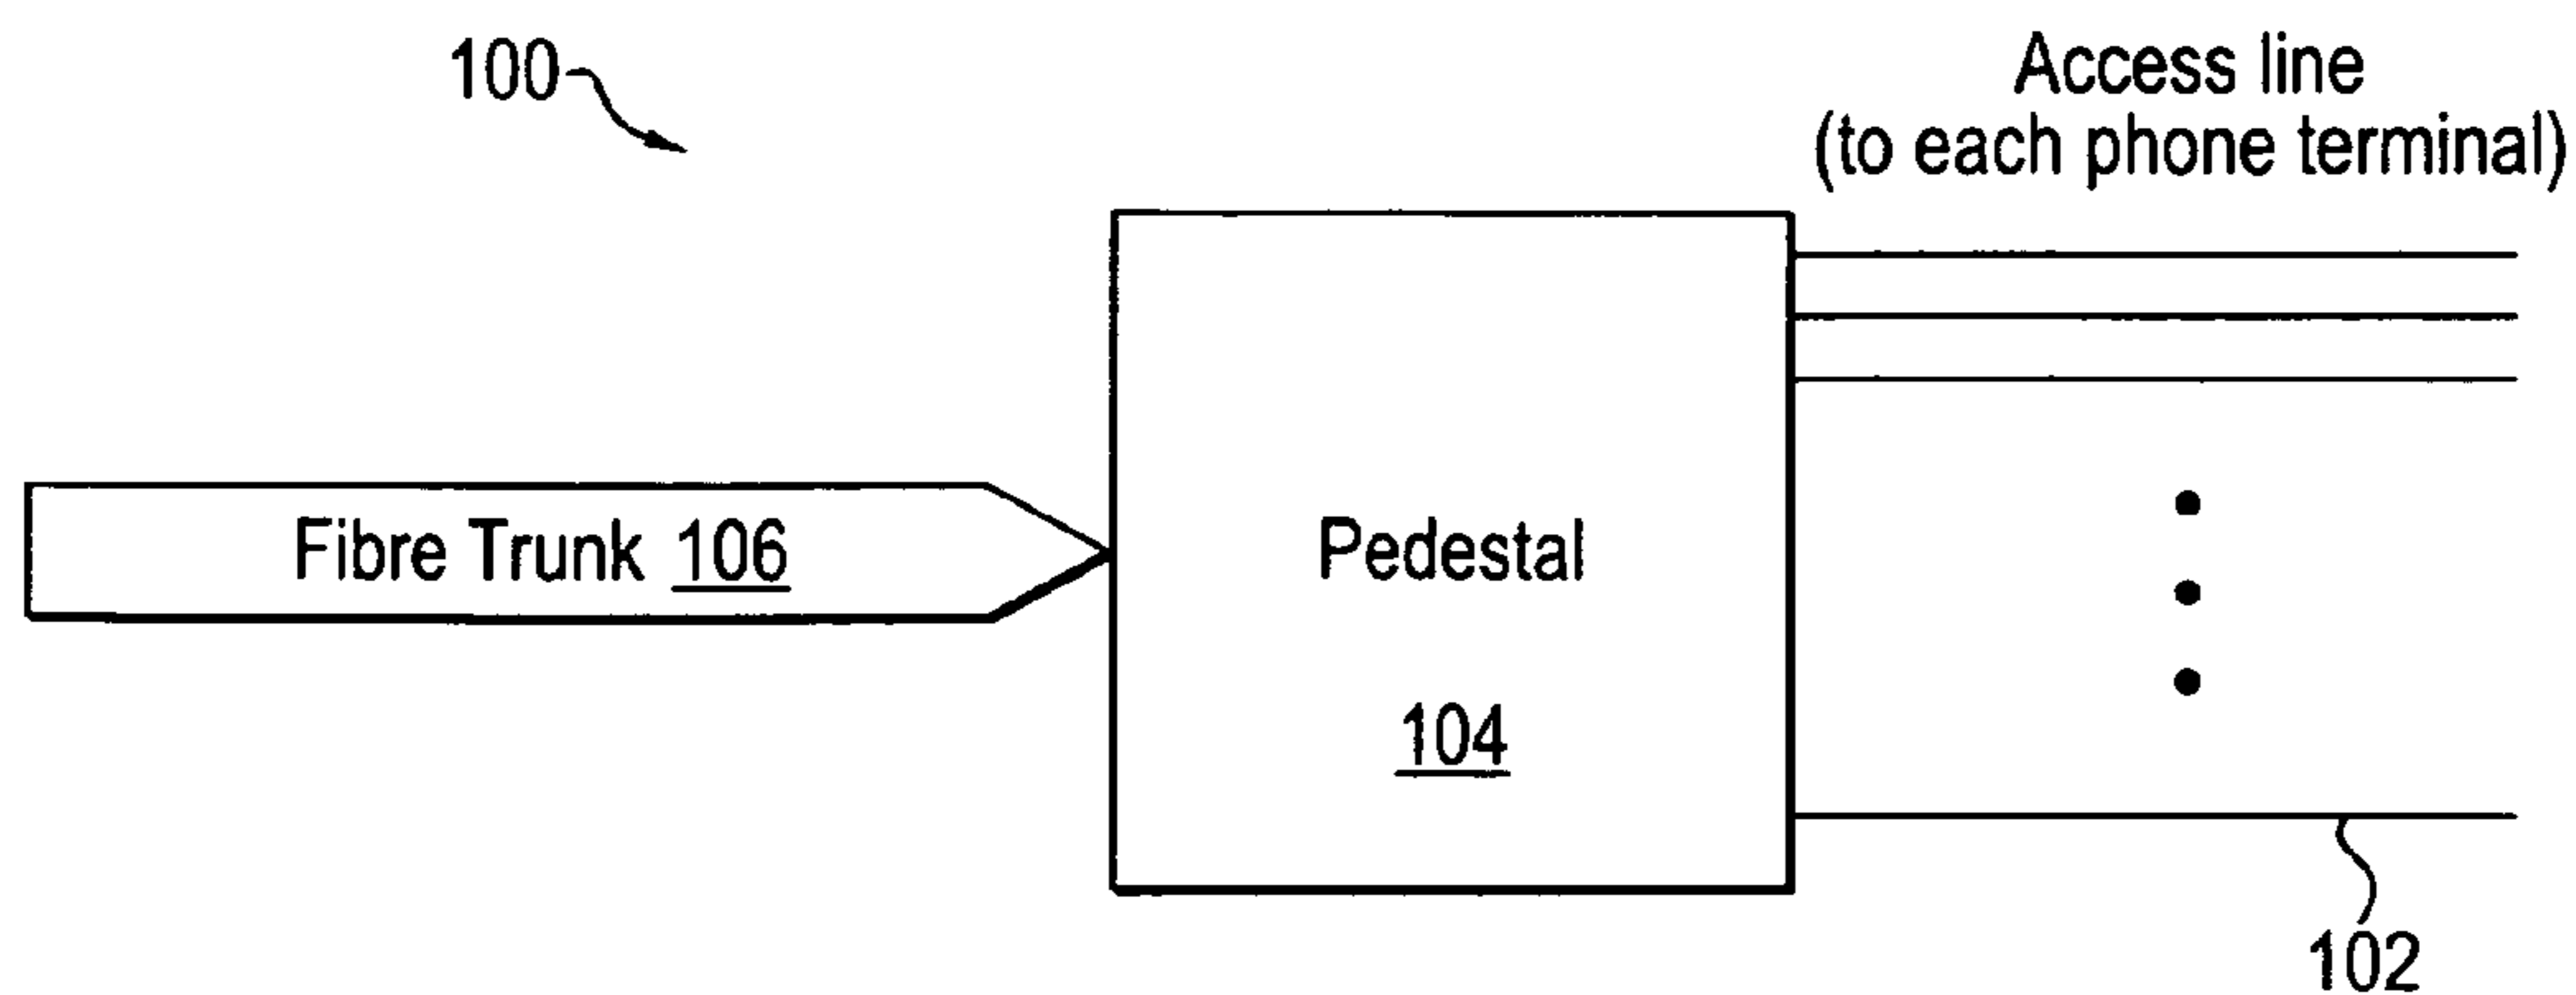 100
Access line
(to each phone terminal)
Fibre Trunk 106
Pedestal
104
102